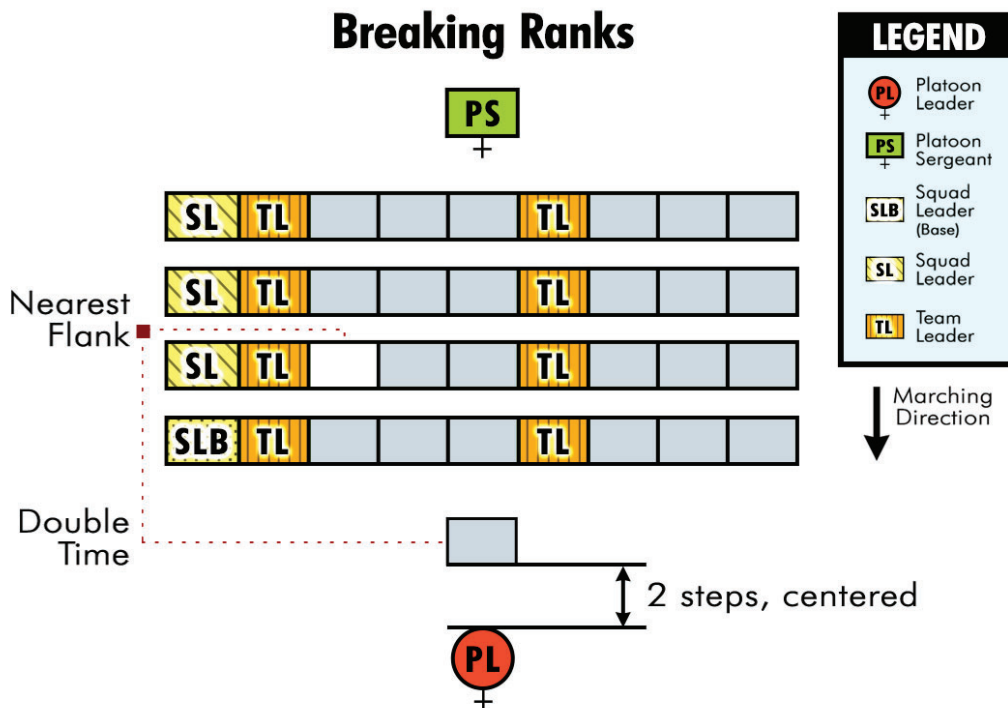 Breaking Ranks
PS
SL TL TL
SL TL TL
Nearest
Flank
SL TL TL
SLB TL TL
Double
Time
2 steps, centered
PL
LEGEND
PL Platoon
Leader
PS Platoon
Sergeant
SLB Squad
Leader
(Base)
SL Squad
Leader
TL Team
Leader
Marching
Direction